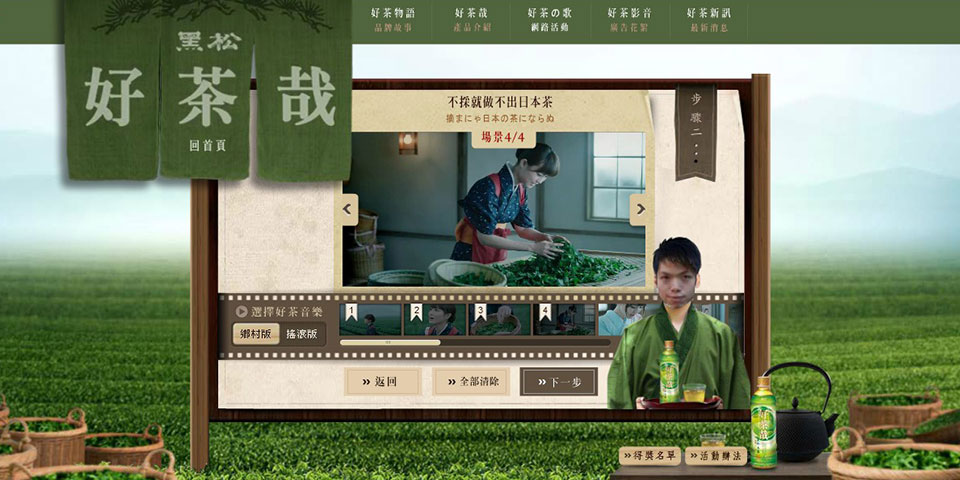 好茶物語
品牌故事
好茶哉
產品介紹
好茶の歌
網路活動
好茶影音
廣告花絮
好茶新訊
最新消息
黑松
好茶哉
回首頁
不採就做不出日本茶
摘まにゃ日本の茶にならぬ
場景4/4
步驟二
選擇好茶音樂
鄉村版
搖滾版
1
2
3
4
返回
全部清除
下一步
好茶哉
得獎名單
活動辦法